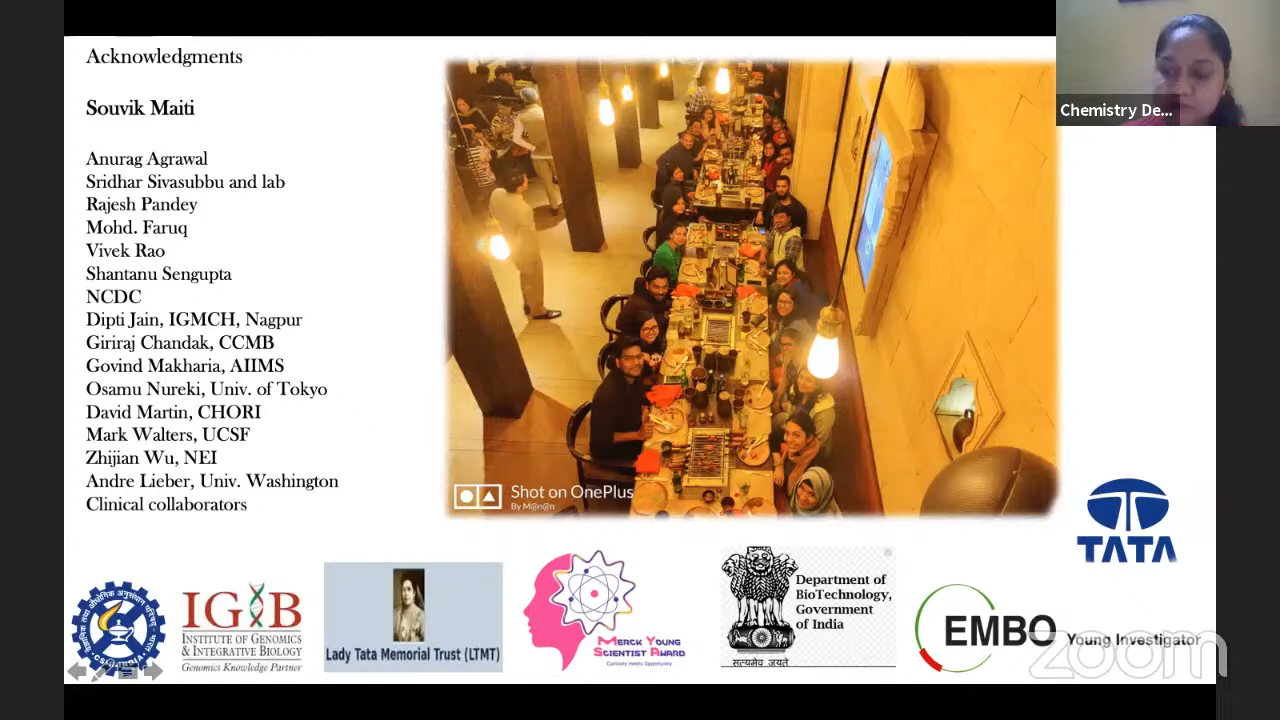 Acknowledgments
Souvik Maiti
Anurag Agrawal
Sridhar Sivasubbu and lab
Rajesh Pandey
Mohd. Faruq
Vivek Rao
Shantanu Sengupta
NCDC
Dipti Jain, IGMCH, Nagpur
Giriraj Chandak, CCMB
Govind Makharia, AIIMS
Osamu Nureki, Univ. of Tokyo
David Martin, CHORI
Mark Walters, UCSF
Zhijian Wu, NEI
Andre Lieber, Univ. Washington
Clinical collaborators
Chemistry De...
Shot on OnePlus
By M@n@n
TATA
IGIB
INSTITUTE OF GENOMICS
& INTEGRATIVE BIOLOGY
Genomics Knowledge Partner
Lady Tata Memorial Trust (LTMT)
MERCK YOUNG
SCIENTIST AWARD
Curiosity meets Opportunity
Department of
BioTechnology,
Government
of India
सत्यमेव जयते
EMBO Young Investigator
zoom